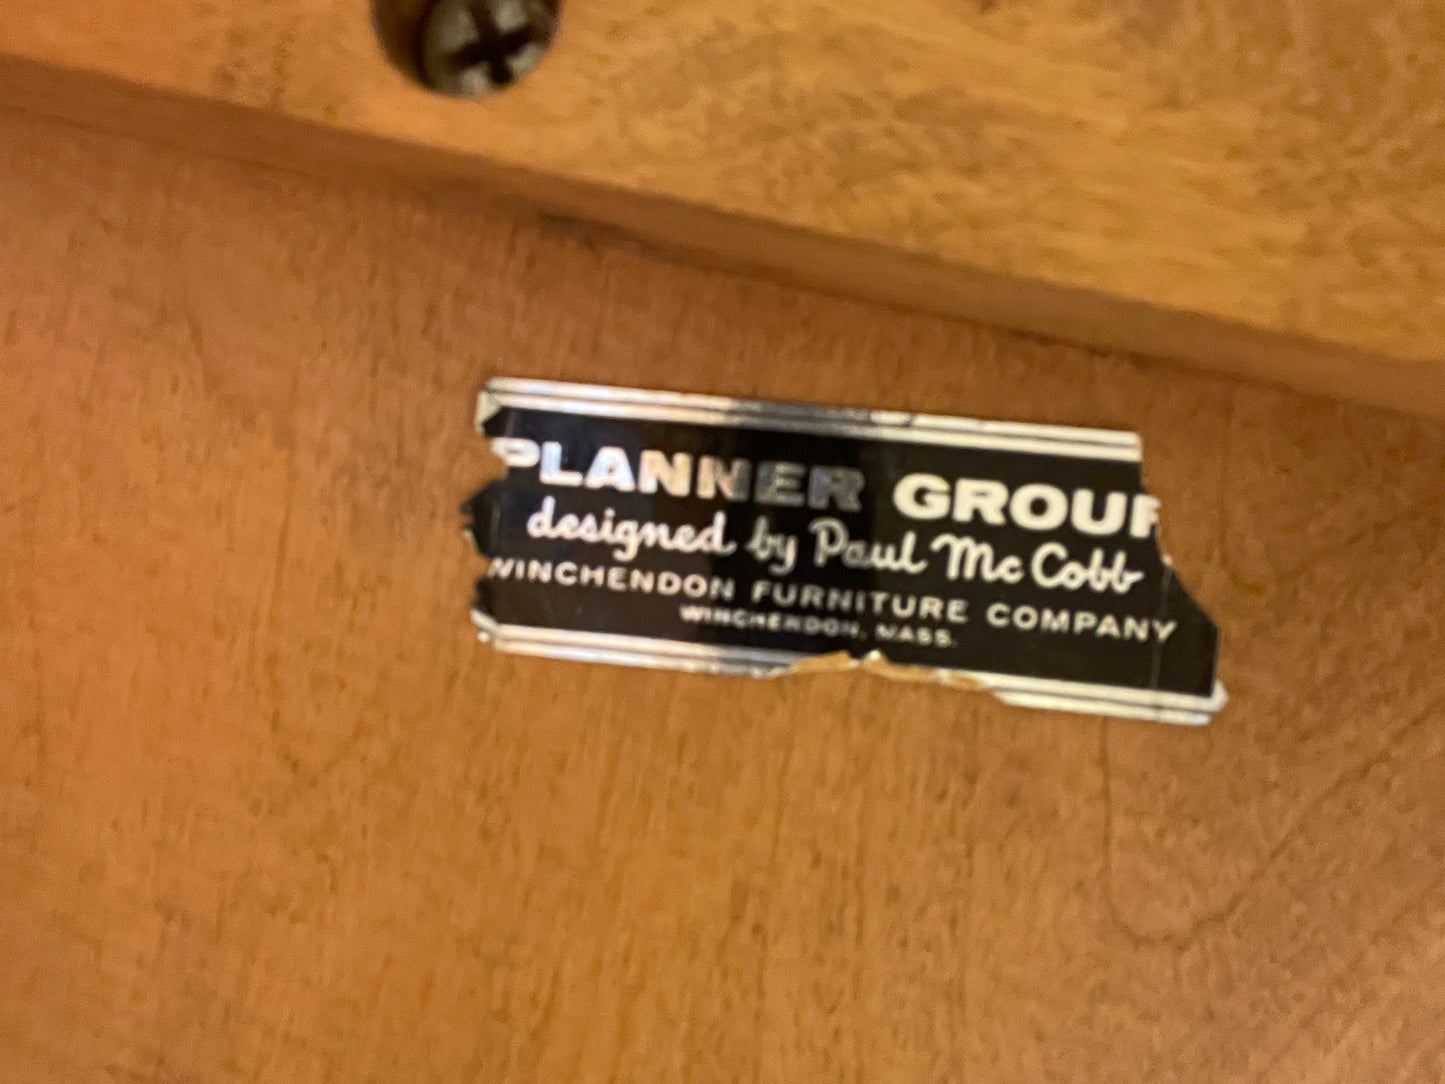 PLANNER GROUP
designed by Paul McCobb
WINCHENDON FURNITURE COMPANY
WINCHENDON, MASS.